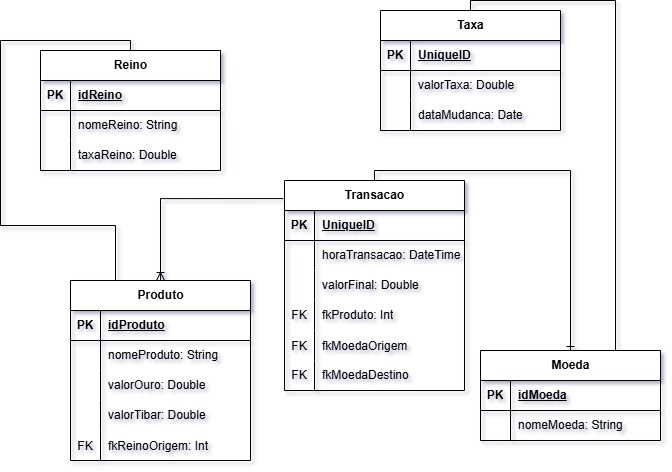 Taxa
PK UniqueID
valorTaxa: Double
dataMudanca: Date
Reino
PK idReino
nomeReino: String
taxaReino: Double
Transacao
PK UniqueID
horaTransacao: DateTime
valorFinal: Double
FK fkProduto: Int
FK fkMoedaOrigem
FK fkMoedaDestino
Produto
PK idProduto
nomeProduto: String
valorOuro: Double
valorTibar: Double
FK fkReinoOrigem: Int
Moeda
PK idMoeda
nomeMoeda: String